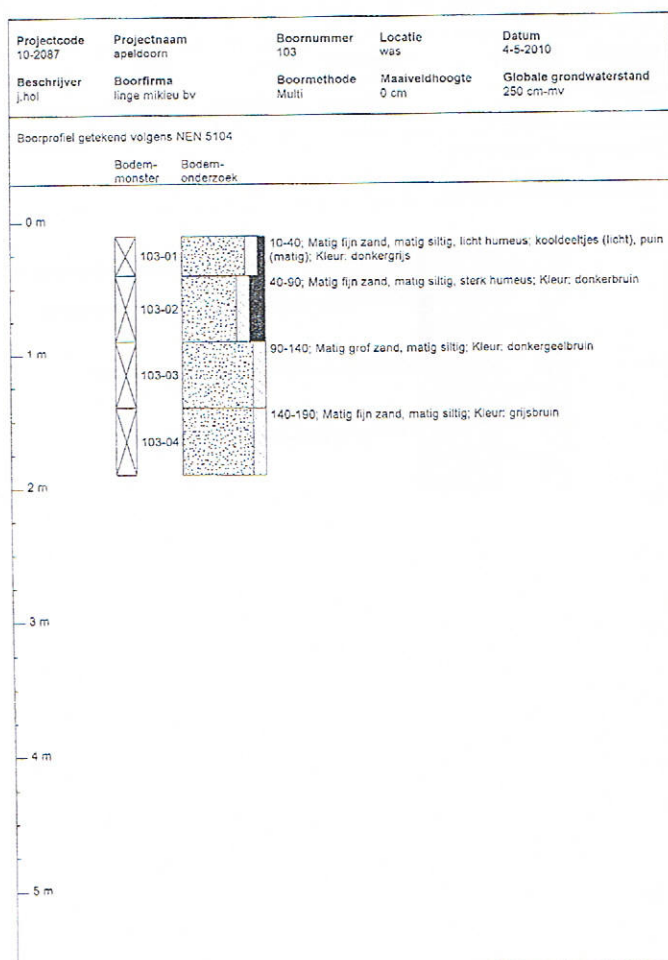 Projectcode Projectnaam Boornummer Locatie Datum
10-2087 apeldoorn 103 was 4-5-2010
Beschrijver Boorfirma Boormethode Maaiveldhoogte Globale grondwaterstand
j.hol linge mikieu bv Multi 0 cm 250 cm-mv
Boorprofiel getekend volgens NEN 5104
Bodem- Bodem-
monster onderzoek
0 m
10-40; Matig fijn zand, matig siltig, licht humeus; kooldeeltjes (licht), puin
103-01 (matig); Kleur: donkergrijs
40-90; Matig fijn zand, matig siltig, sterk humeus; Kleur: donkerbruin
103-02
1 m 90-140; Matig grof zand, matig siltig; Kleur: donkergeelbruin
103-03
140-190; Matig fijn zand, matig siltig; Kleur: grijsbruin
103-04
2 m
3 m
4 m
5 m